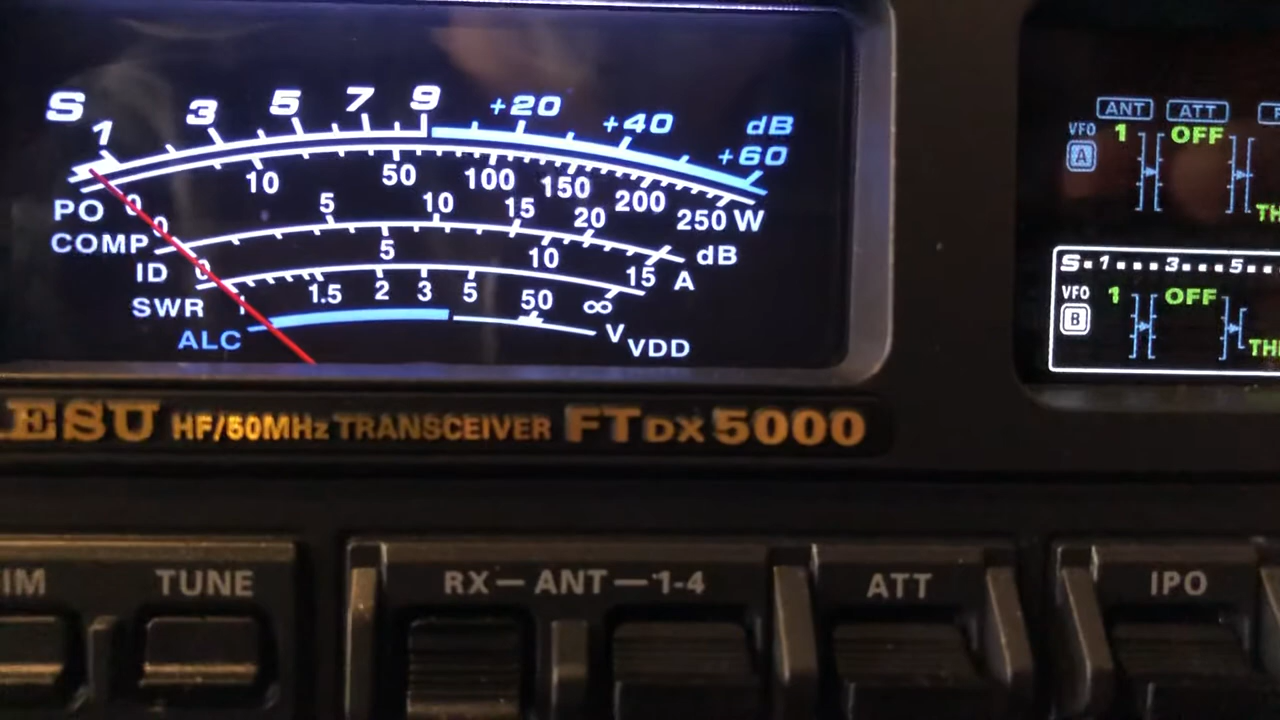 S 1 3 5 7 9 +20 +40 +60 dB
PO 0 10 50 100 150 200 250 W
COMP 0 5 10 15 20 dB
ID 0 5 10 15 A
SWR 1 1.5 2 3 5 50 ∞
ALC V VDD
ANT ATT
VFO A 1 OFF
S 1 3 5
VFO B 1 OFF
ESU HF/50MHz TRANSCEIVER FTDX5000
IM TUNE RX—ANT—1-4 ATT IPO